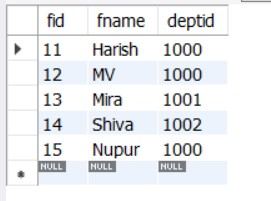 fid fname deptid
11 Harish 1000
12 MV 1000
13 Mira 1001
14 Shiva 1002
15 Nupur 1000
NULL NULL NULL